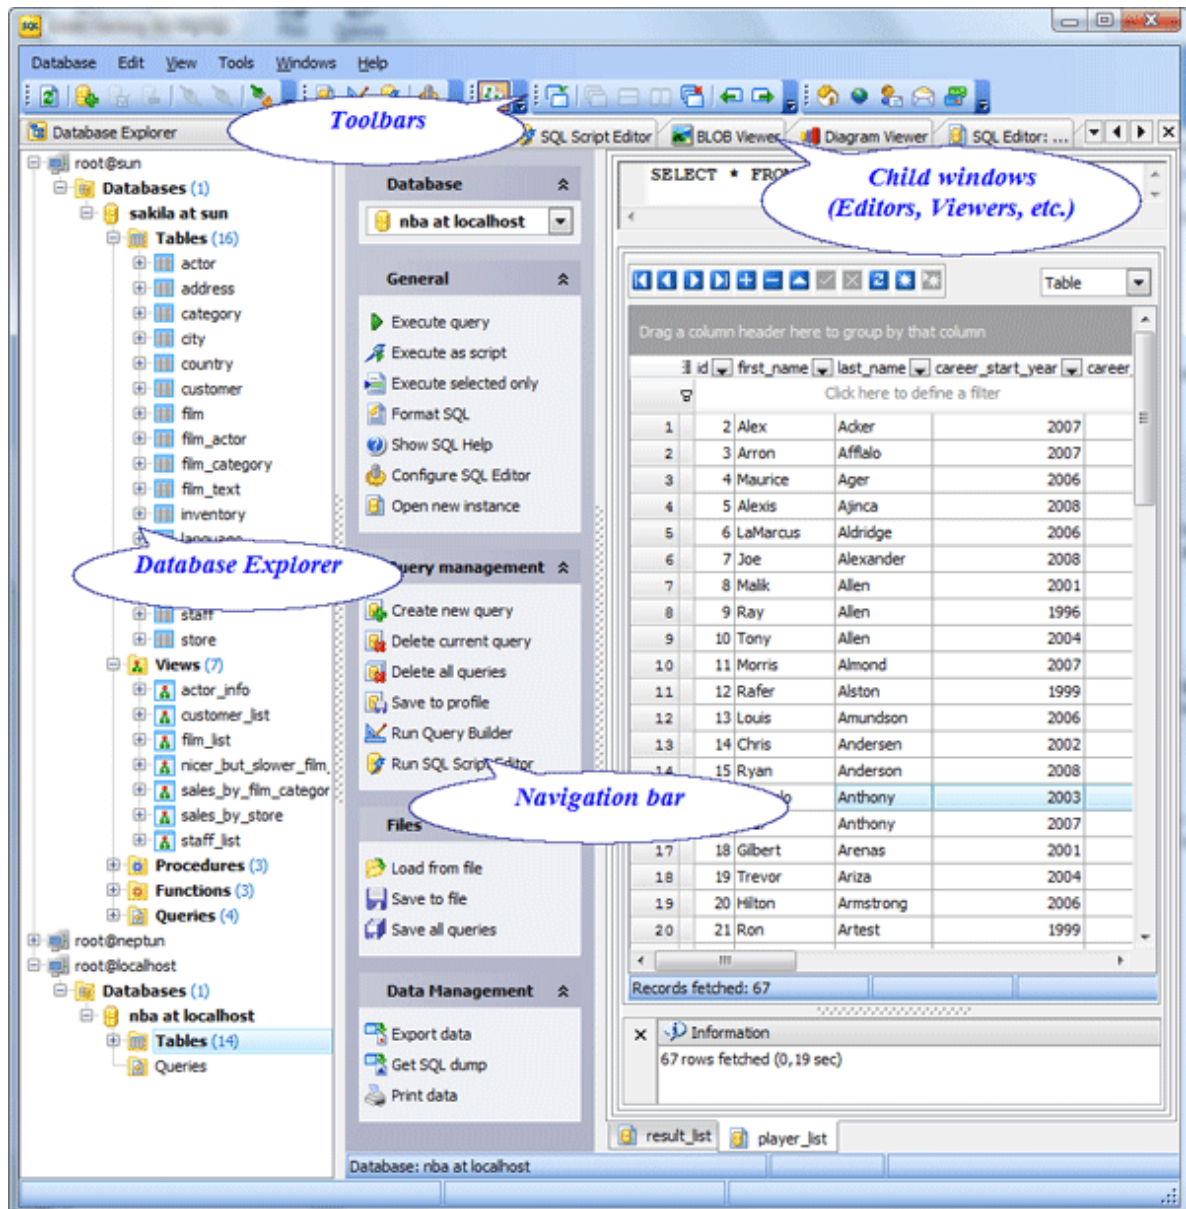 SQL
Database Edit View Tools Windows Help
Toolbars
Database Explorer
SQL Script Editor
BLOB Viewer
Diagram Viewer
SQL Editor: ...
root@sun
Databases (1)
sakila at sun
Tables (16)
actor
address
category
city
country
customer
film
film_actor
film_category
film_text
inventory
language
Database Explorer
staff
store
Views (7)
actor_info
customer_list
film_list
nicer_but_slower_film_
sales_by_film_categor
sales_by_store
staff_list
Procedures (3)
Functions (3)
Queries (4)
root@neptun
root@localhost
Databases (1)
nba at localhost
Tables (14)
Queries
Database
nba at localhost
General
Execute query
Execute as script
Execute selected only
Format SQL
Show SQL Help
Configure SQL Editor
Open new instance
Query management
Create new query
Delete current query
Delete all queries
Save to profile
Run Query Builder
Run SQL Script Editor
Navigation bar
Files
Load from file
Save to file
Save all queries
Data Management
Export data
Get SQL dump
Print data
SELECT * FROM
Child windows
(Editors, Viewers, etc.)
Table
Drag a column header here to group by that column
id first_name last_name career_start_year career_
Click here to define a filter
1 2 Alex Acker 2007
2 3 Arron Afflalo 2007
3 4 Maurice Ager 2006
4 5 Alexis Ajinca 2008
5 6 LaMarcus Aldridge 2006
6 7 Joe Alexander 2008
7 8 Malik Allen 2001
8 9 Ray Allen 1996
9 10 Tony Allen 2004
10 11 Morris Almond 2007
11 12 Rafer Alston 1999
12 13 Louis Amundson 2006
13 14 Chris Andersen 2002
14 15 Ryan Anderson 2008
Anthony 2003
Anthony 2007
17 18 Gilbert Arenas 2001
18 19 Trevor Ariza 2004
19 20 Hilton Armstrong 2006
20 21 Ron Artest 1999
Records fetched: 67
Information
67 rows fetched (0,19 sec)
result_list player_list
Database: nba at localhost